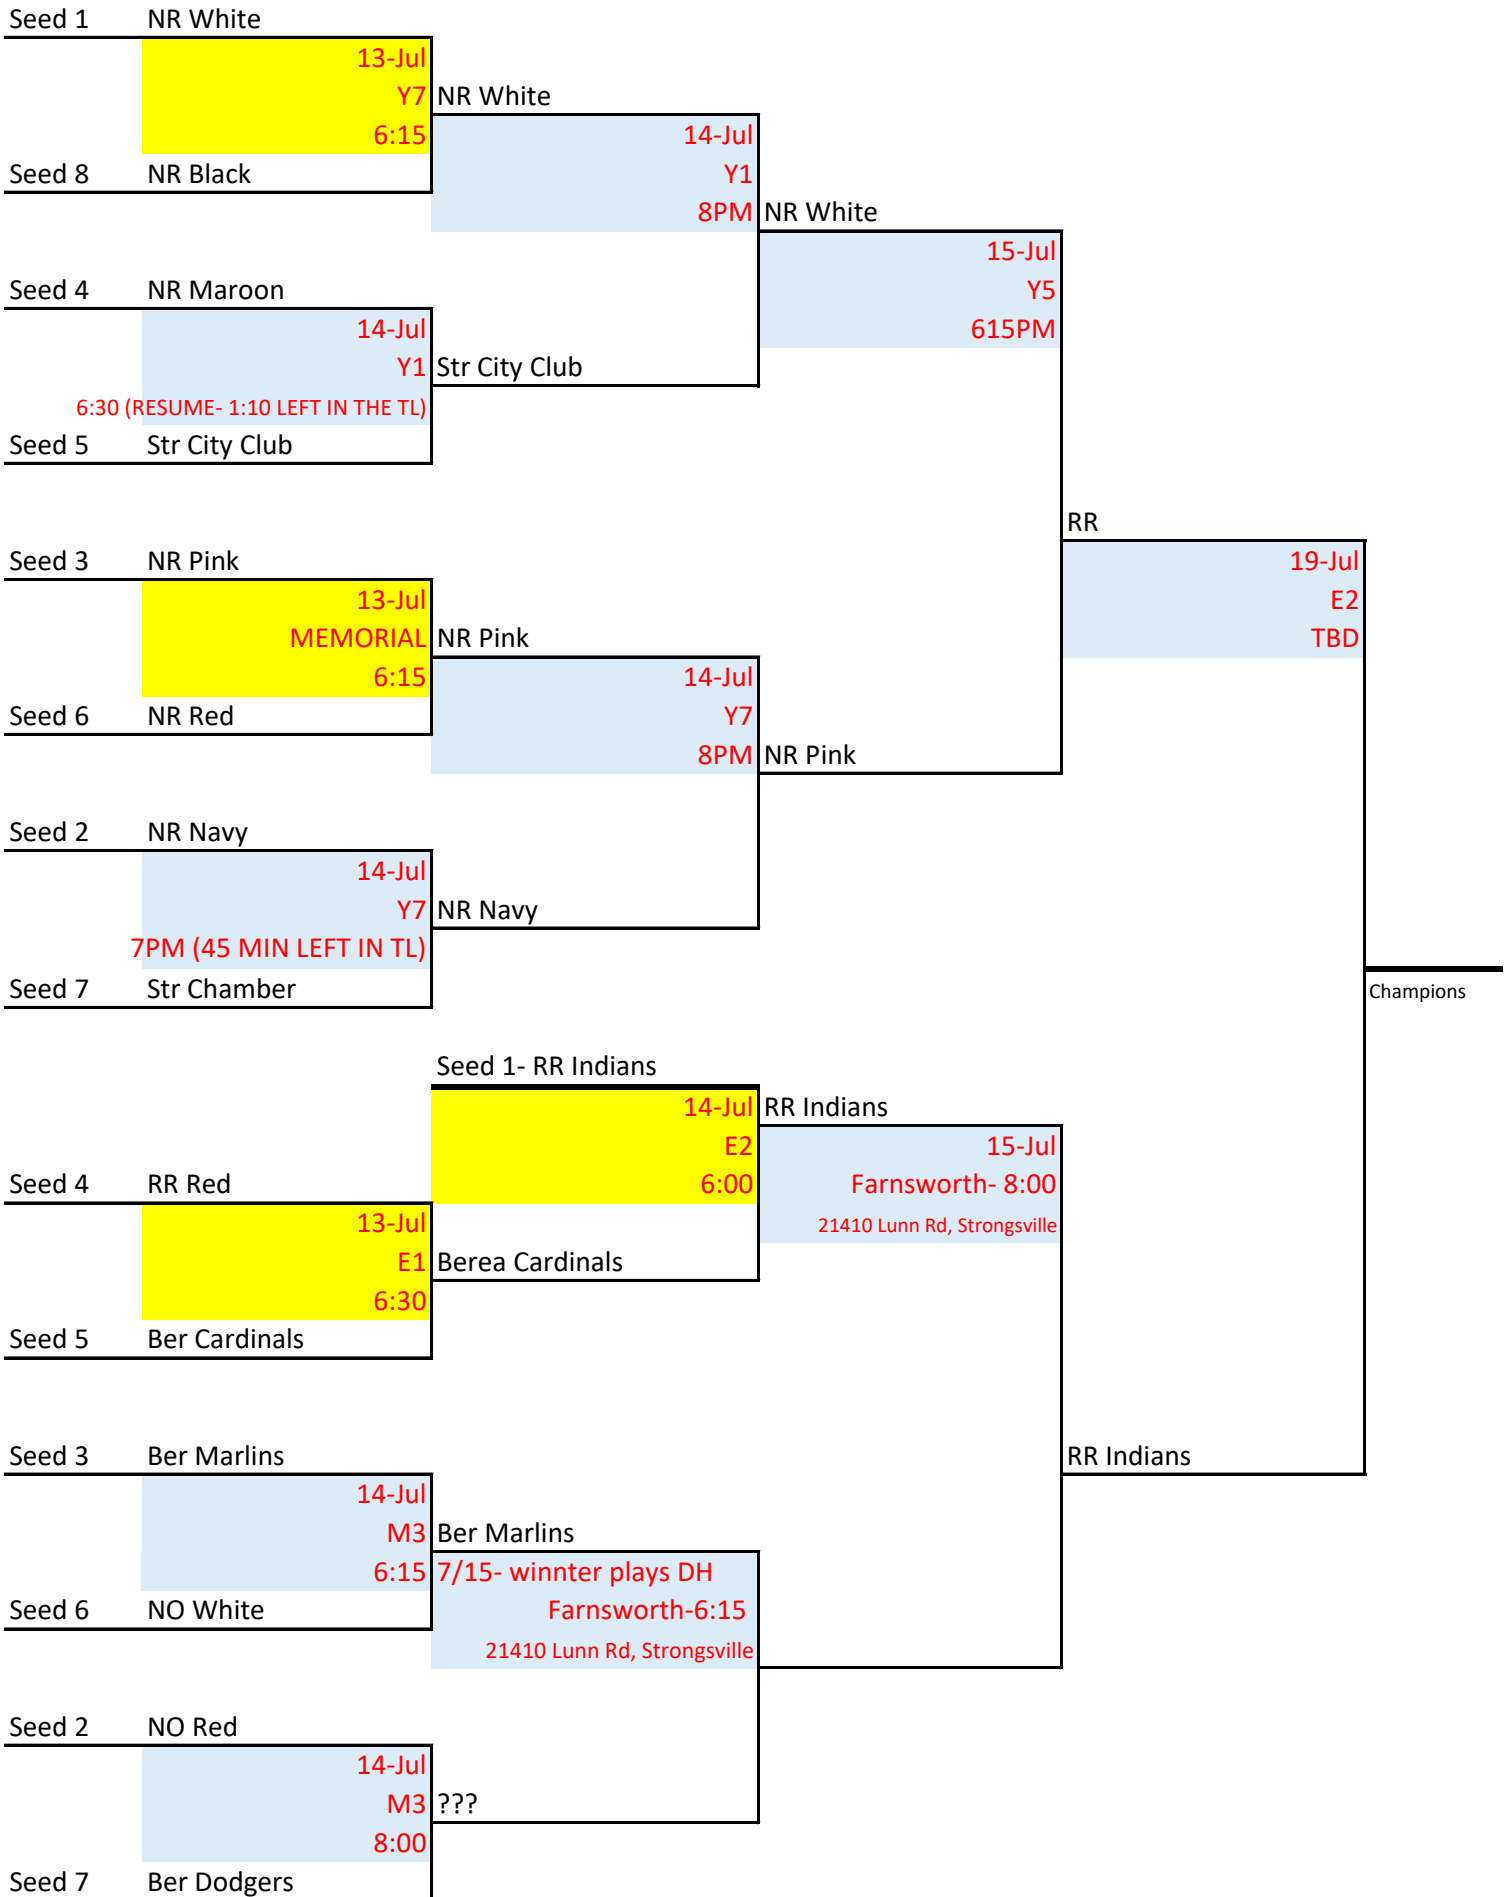 Seed 1 NR White
13-Jul
Y7 NR White
6:15 14-Jul
Seed 8 NR Black Y1
8PM NR White
15-Jul
Seed 4 NR Maroon Y5
14-Jul 615PM
Y1 Str City Club
6:30 (RESUME- 1:10 LEFT IN THE TL)
Seed 5 Str City Club
RR
Seed 3 NR Pink 19-Jul
13-Jul E2
MEMORIAL NR Pink TBD
6:15 14-Jul
Seed 6 NR Red Y7
8PM NR Pink
Seed 2 NR Navy
14-Jul
Y7 NR Navy
7PM (45 MIN LEFT IN TL)
Seed 7 Str Chamber Champions
Seed 1- RR Indians
14-Jul RR Indians
E2 15-Jul
Seed 4 RR Red 6:00 Farnsworth- 8:00
13-Jul 21410 Lunn Rd, Strongsville
E1 Berea Cardinals
6:30
Seed 5 Ber Cardinals
Seed 3 Ber Marlins RR Indians
14-Jul
M3 Ber Marlins
6:15 7/15- winnter plays DH
Seed 6 NO White Farnsworth-6:15
21410 Lunn Rd, Strongsville
Seed 2 NO Red
14-Jul
M3 ???
8:00
Seed 7 Ber Dodgers